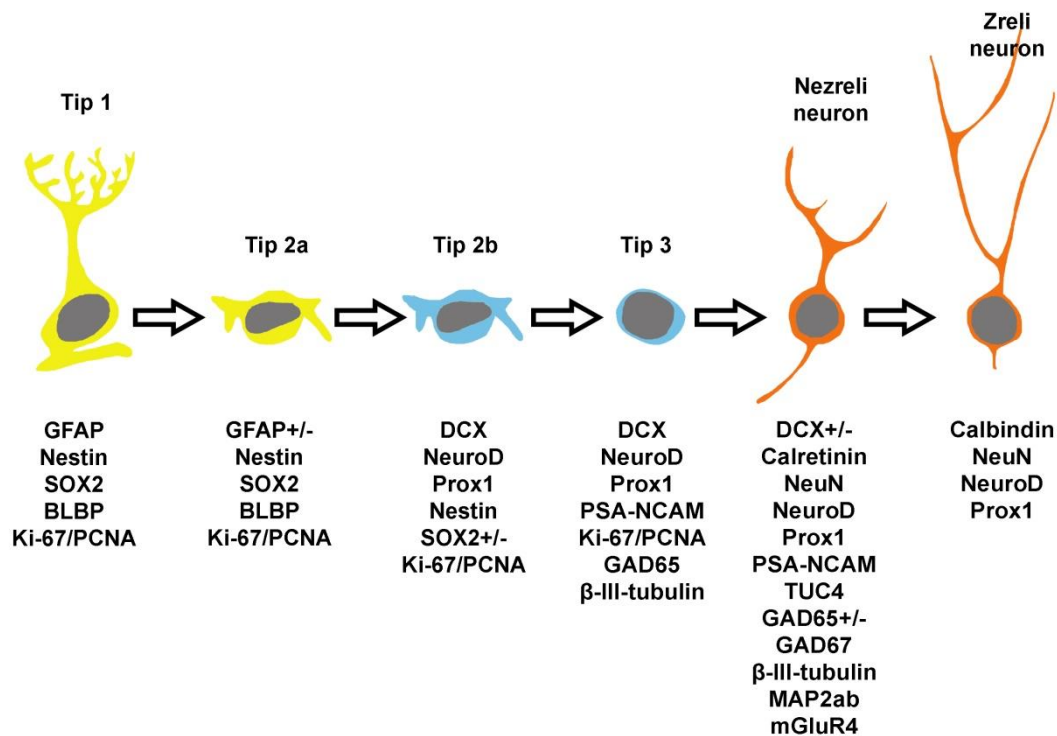 Tip 1
GFAP
Nestin
SOX2
BLBP
Ki-67/PCNA
Tip 2a
GFAP+/-
Nestin
SOX2
BLBP
Ki-67/PCNA
Tip 2b
DCX
NeuroD
Prox1
Nestin
SOX2+/-
Ki-67/PCNA
Tip 3
DCX
NeuroD
Prox1
PSA-NCAM
Ki-67/PCNA
GAD65
β-III-tubulin
Nezreli
neuron
DCX+/-
Calretinin
NeuN
NeuroD
Prox1
PSA-NCAM
TUC4
GAD65+/-
GAD67
β-III-tubulin
MAP2ab
mGluR4
Zreli
neuron
Calbindin
NeuN
NeuroD
Prox1